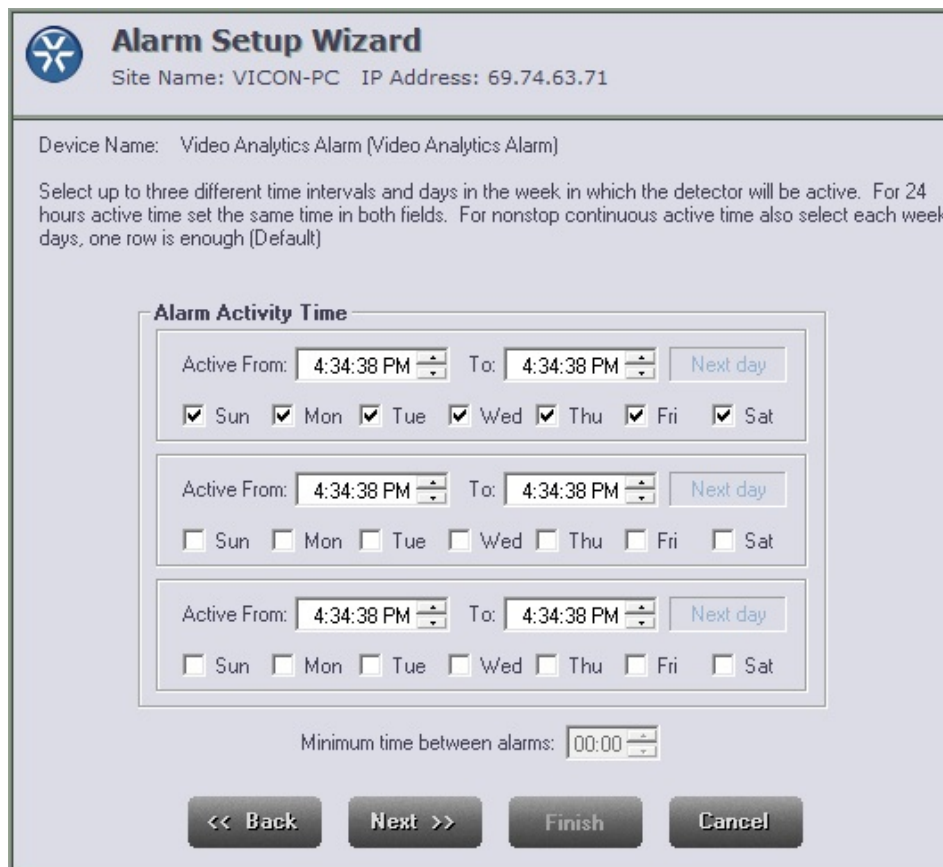 Alarm Setup Wizard
Site Name: VICON-PC IP Address: 69.74.63.71
Device Name: Video Analytics Alarm (Video Analytics Alarm)
Select up to three different time intervals and days in the week in which the detector will be active. For 24
hours active time set the same time in both fields. For nonstop continuous active time also select each week
days, one row is enough (Default)
Alarm Activity Time
Active From: 4:34:38 PM To: 4:34:38 PM Next day
Sun Mon Tue Wed Thu Fri Sat
Active From: 4:34:38 PM To: 4:34:38 PM Next day
Sun Mon Tue Wed Thu Fri Sat
Active From: 4:34:38 PM To: 4:34:38 PM Next day
Sun Mon Tue Wed Thu Fri Sat
Minimum time between alarms: 00:00
<< Back Next >> Finish Cancel